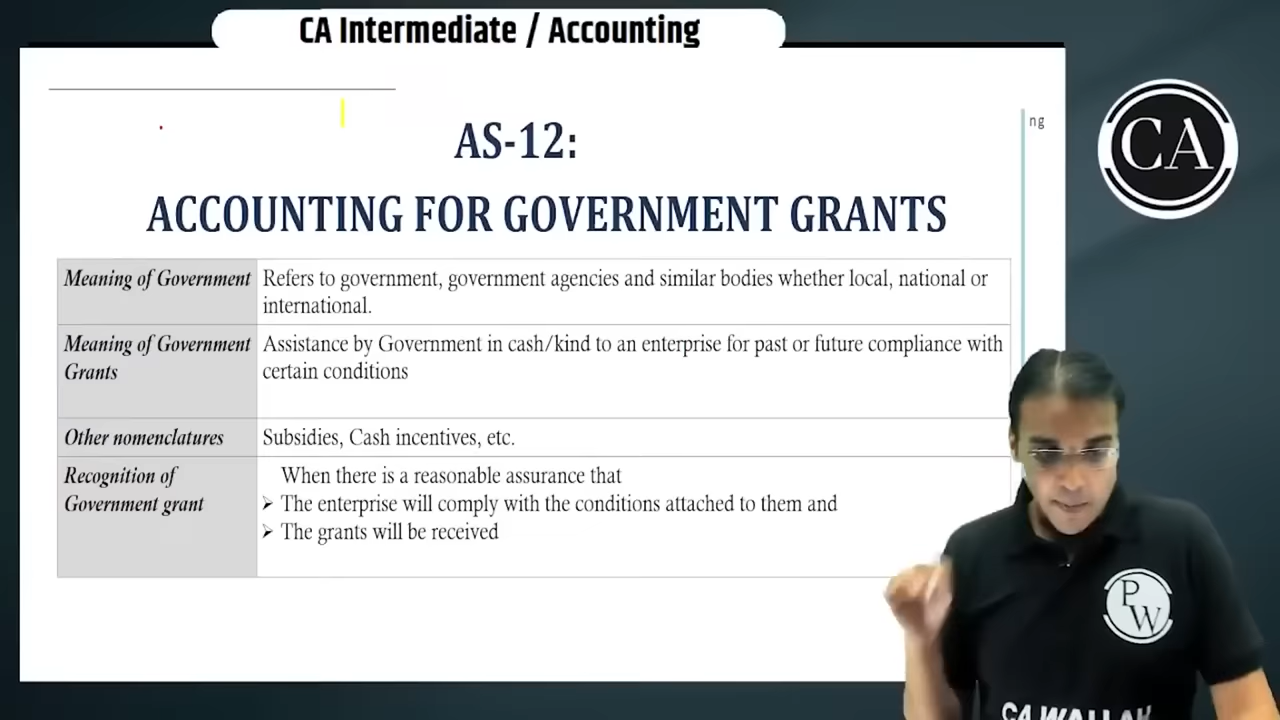 CA Intermediate / Accounting
CA
ng
AS-12:
ACCOUNTING FOR GOVERNMENT GRANTS
Meaning of Government
Refers to government, government agencies and similar bodies whether local, national or
international.
Meaning of Government
Grants
Assistance by Government in cash/kind to an enterprise for past or future compliance with
certain conditions
Other nomenclatures
Subsidies, Cash incentives, etc.
Recognition of
Government grant
When there is a reasonable assurance that
➢ The enterprise will comply with the conditions attached to them and
➢ The grants will be received
P
W
CA WALLAH